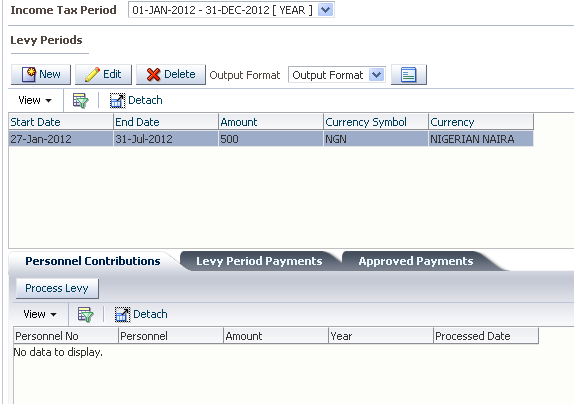 Income Tax Period 01-JAN-2012 - 31-DEC-2012 [ YEAR ]
Levy Periods
New Edit Delete Output Format Output Format
View Detach
Start Date End Date Amount Currency Symbol Currency
27-Jan-2012 31-Jul-2012 500 NGN NIGERIAN NAIRA
Personnel Contributions Levy Period Payments Approved Payments
Process Levy
View Detach
Personnel No Personnel Amount Year Processed Date
No data to display.